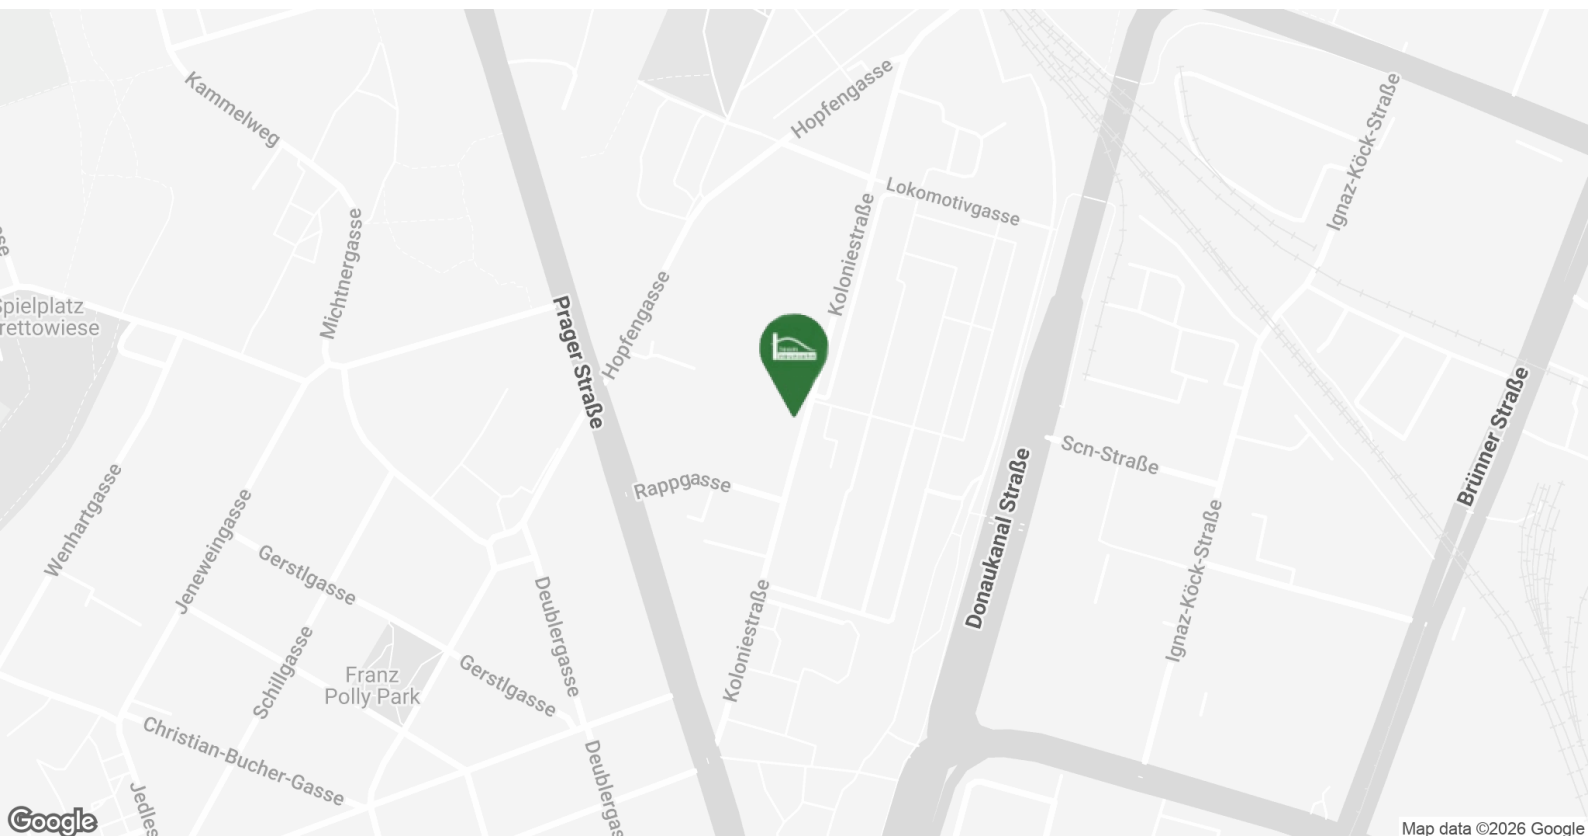 Kammelweg
Hopfengasse
Ignaz-Köck-Straße
Lokomotivgasse
Koloniestraße
Michtnergasse
Spielplatz
Hopfengasse
Prager Straße
Brünner Straße
Scn-Straße
Rappgasse
Wenhartgasse
Donaukanal Straße
Jeneweingasse
Gerstlgasse
Ignaz-Köck-Straße
Deublergasse
Koloniestraße
Schillgasse
Franz
Polly Park
Gerstlgasse
Christian-Bucher-Gasse
Deublergas
Jedles
Google
Map data ©2026 Google